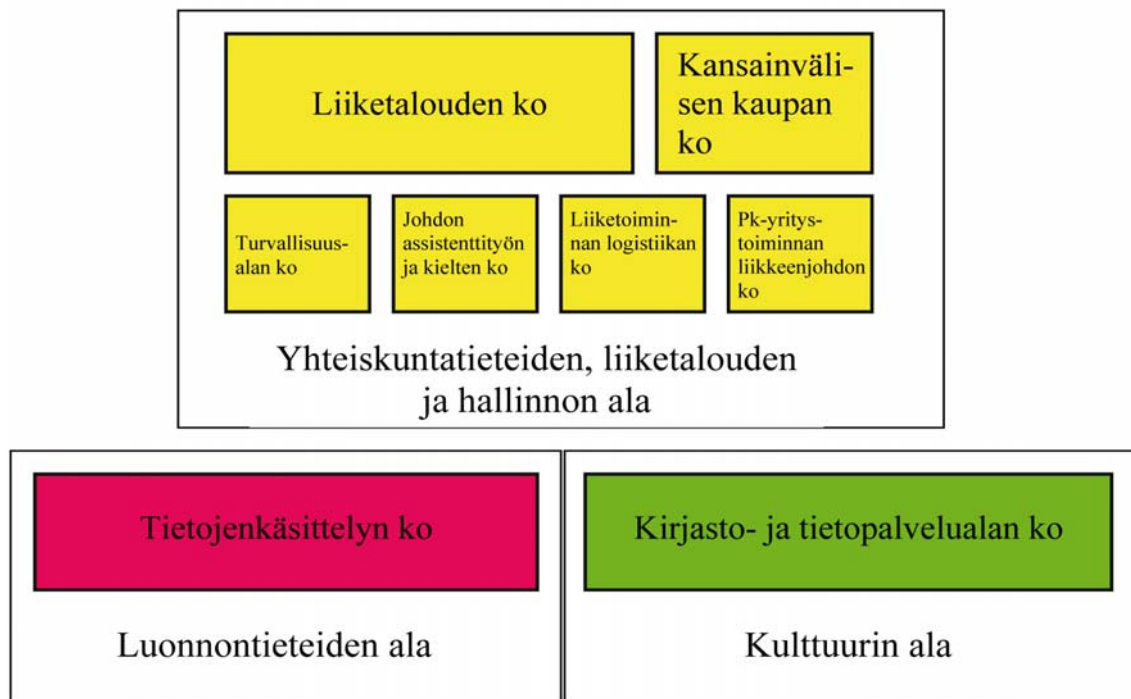 Liiketalouden ko
Kansainväli-
sen kaupan
ko
Turvallisuus-
alan ko
Johdon
assistenttityön
ja kielten ko
Liiketoimin-
nan logistiikan
ko
Pk-yritys-
toiminnan
liikkeenjohdon
ko
Yhteiskuntatieteiden, liiketalouden
ja hallinnon ala
Tietojenkäsittelyn ko
Luonnontieteiden ala
Kirjasto- ja tietopalvelualan ko
Kulttuurin ala